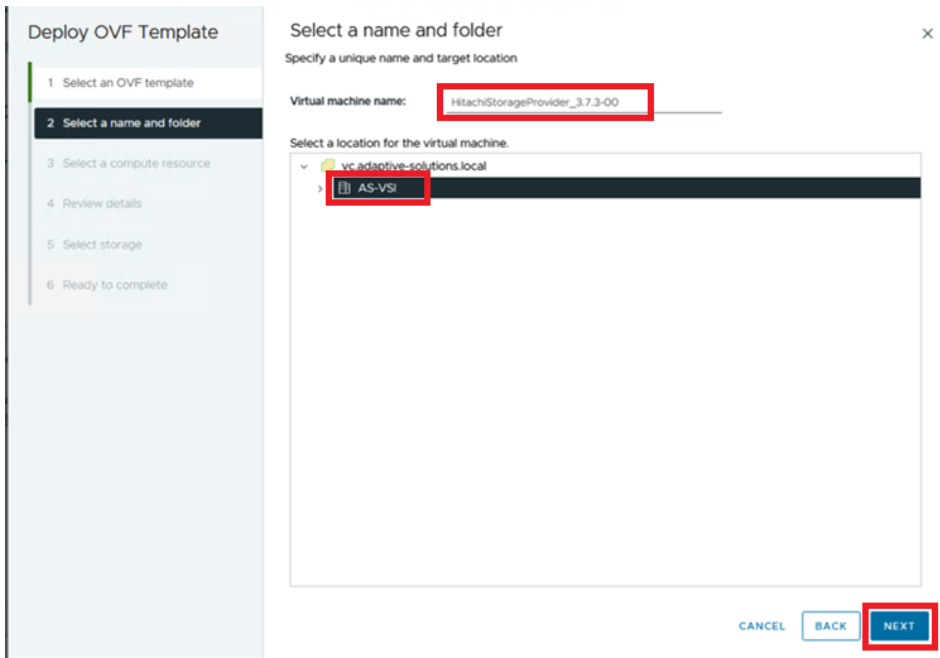 Deploy OVF Template
1 Select an OVF template
2 Select a name and folder
3 Select a compute resource
4 Review details
5 Select storage
6 Ready to complete
Select a name and folder
Specify a unique name and target location
Virtual machine name: HitachiStorageProvider_3.7.3-00
Select a location for the virtual machine.
vc.adaptive-solutions.local
AS-VSI
CANCEL BACK NEXT